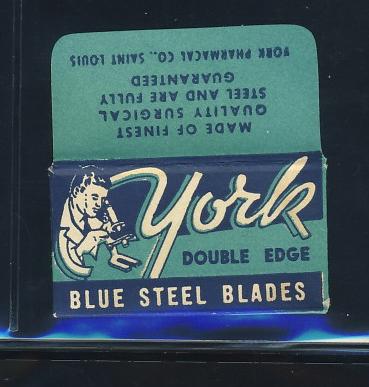 MADE OF FINEST
QUALITY SURGICAL
STEEL AND ARE FULLY
GUARANTEED
YORK PHARMACAL CO., SAINT LOUIS
York
DOUBLE EDGE
BLUE STEEL BLADES